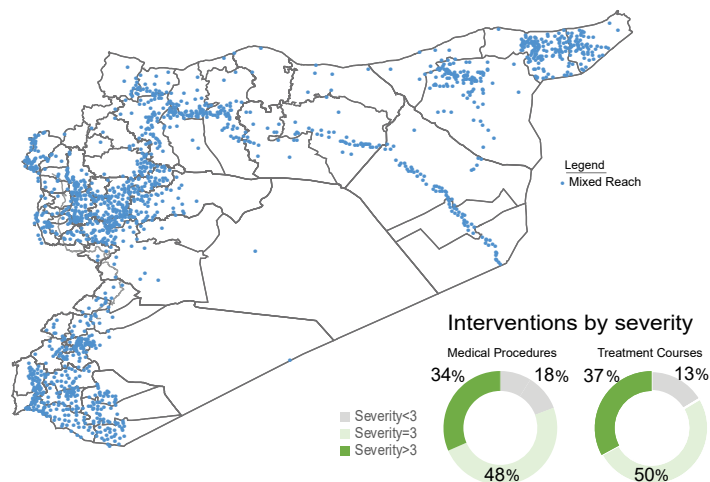 Legend
Mixed Reach
Interventions by severity
Medical Procedures
Treatment Courses
34%
18%
37%
13%
Severity<3
Severity=3
Severity>3
48%
50%